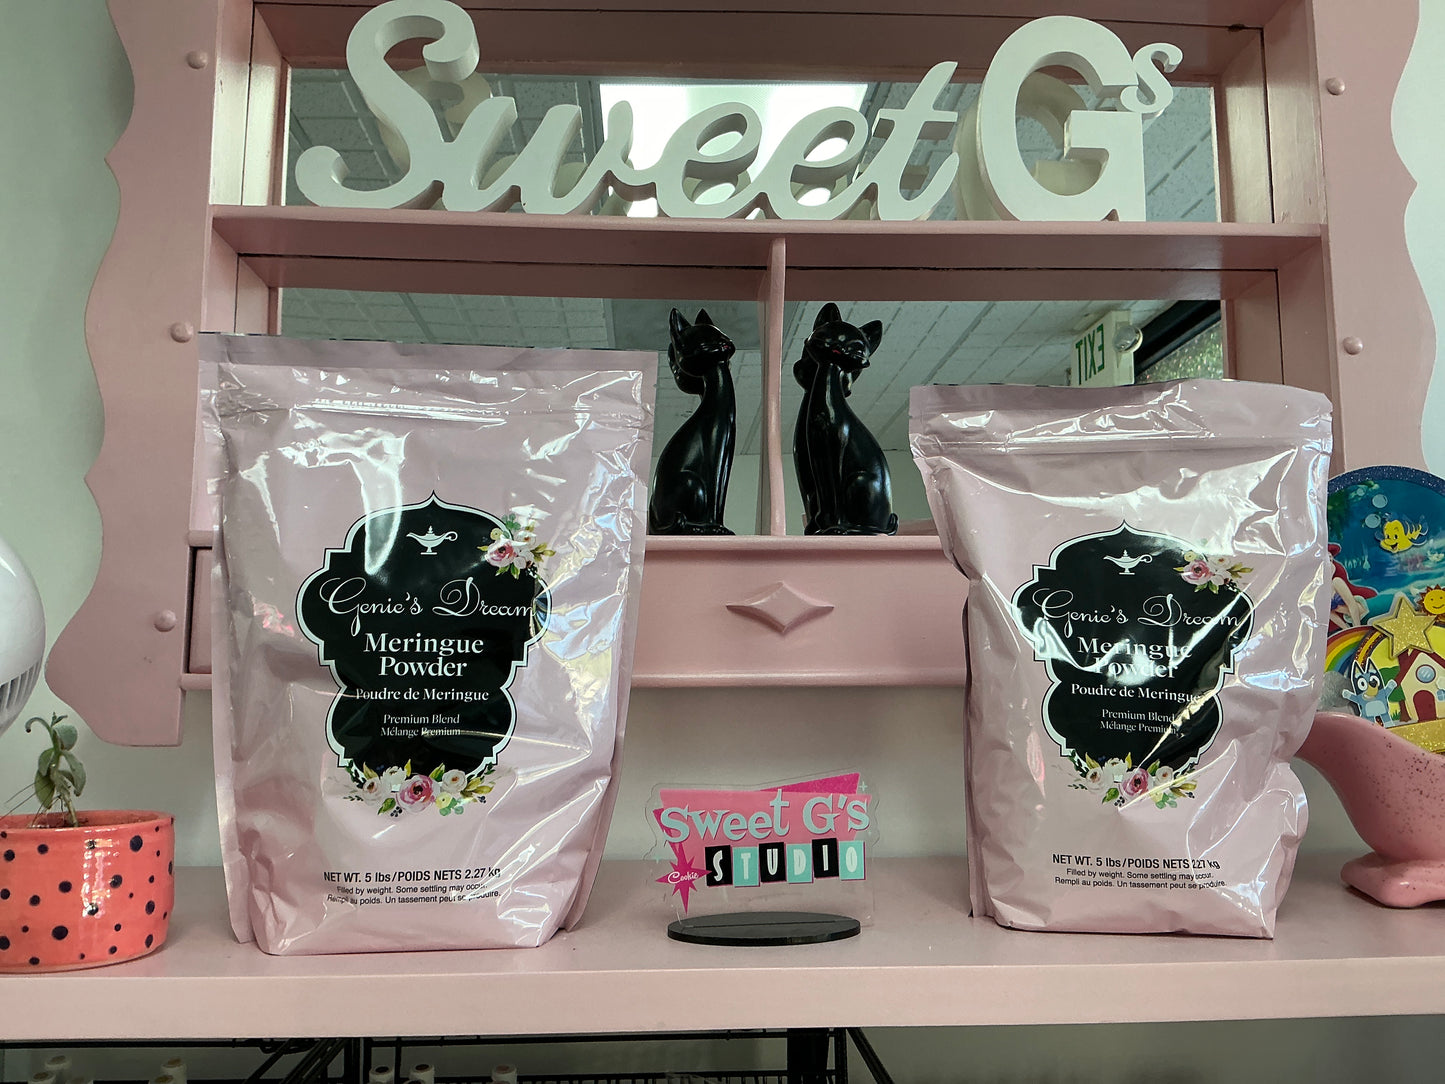 Sweet Gs
EXIT
Genie's Dream
Meringue
Powder
Poudre de Meringue
Premium Blend
Mélange Premium
NET WT. 5 lbs/POIDS NETS 2.27 kg
Filled by weight. Some settling may occur.
Rempli au poids. Un tassement peut se produire.
Sweet G's
Cookie
STUDIO
Genie's Dream
Meringue
Powder
Poudre de Meringue
Premium Blend
Mélange Premium
NET WT. 5 lbs/POIDS NETS 2.27 kg
Filled by weight. Some settling may occur.
Rempli au poids. Un tassement peut se produire.